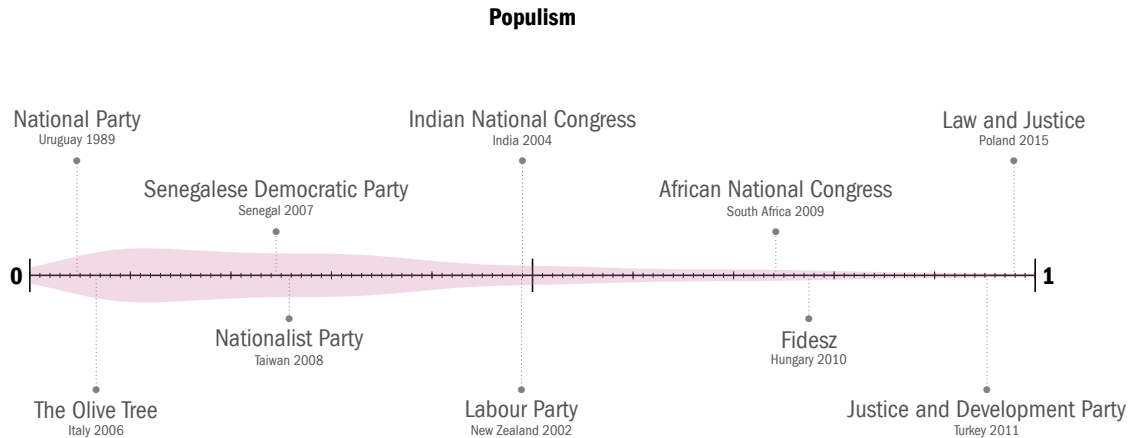 Populism
National Party
Uruguay 1989
Indian National Congress
India 2004
Law and Justice
Poland 2015
Senegalese Democratic Party
Senegal 2007
African National Congress
South Africa 2009
0
1
Nationalist Party
Taiwan 2008
Fidesz
Hungary 2010
The Olive Tree
Italy 2006
Labour Party
New Zealand 2002
Justice and Development Party
Turkey 2011